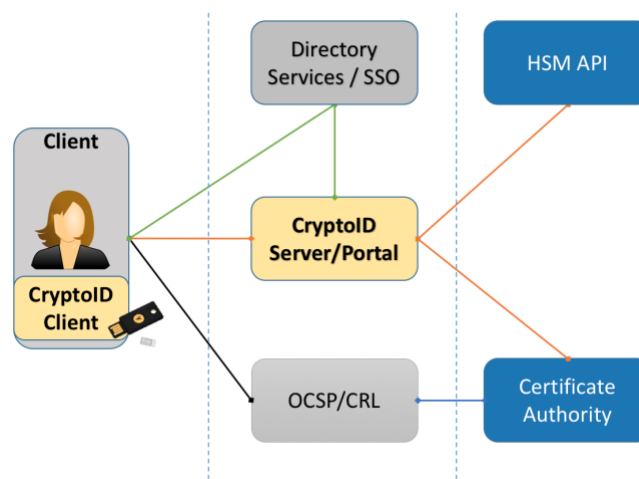 Directory
Services / SSO
HSM API
Client
CryptoID
Server/Portal
CryptoID
Client
OCSP/CRL
Certificate
Authority